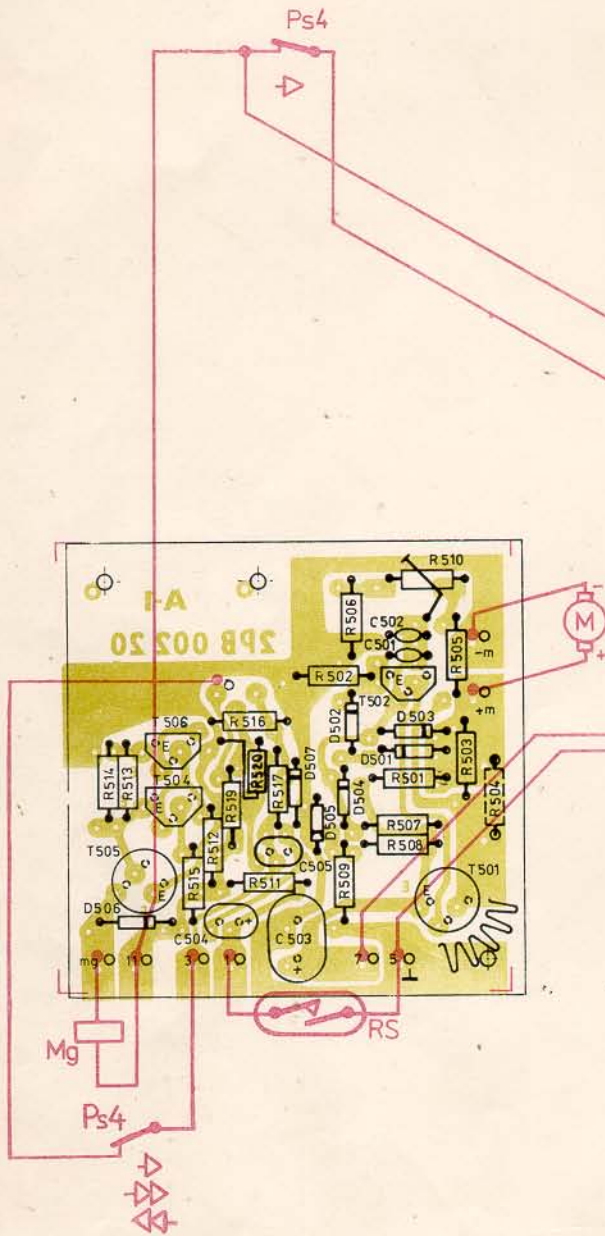 Ps4
R510
A-1
2PB 002 20
R506
C502
C501
R505
-m
-
M
+
R502
E
T502
+m
D502
D503
T506
R516
E
D501
R503
R514
R513
T504
E
R519
R520
R517
D507
D505
D504
R501
R504
R507
R512
R508
T505
E
R515
R511
C505
R509
E
T501
D506
C504
+
C503
+
mg
11
3
1
7
5
Mg
RS
Ps4